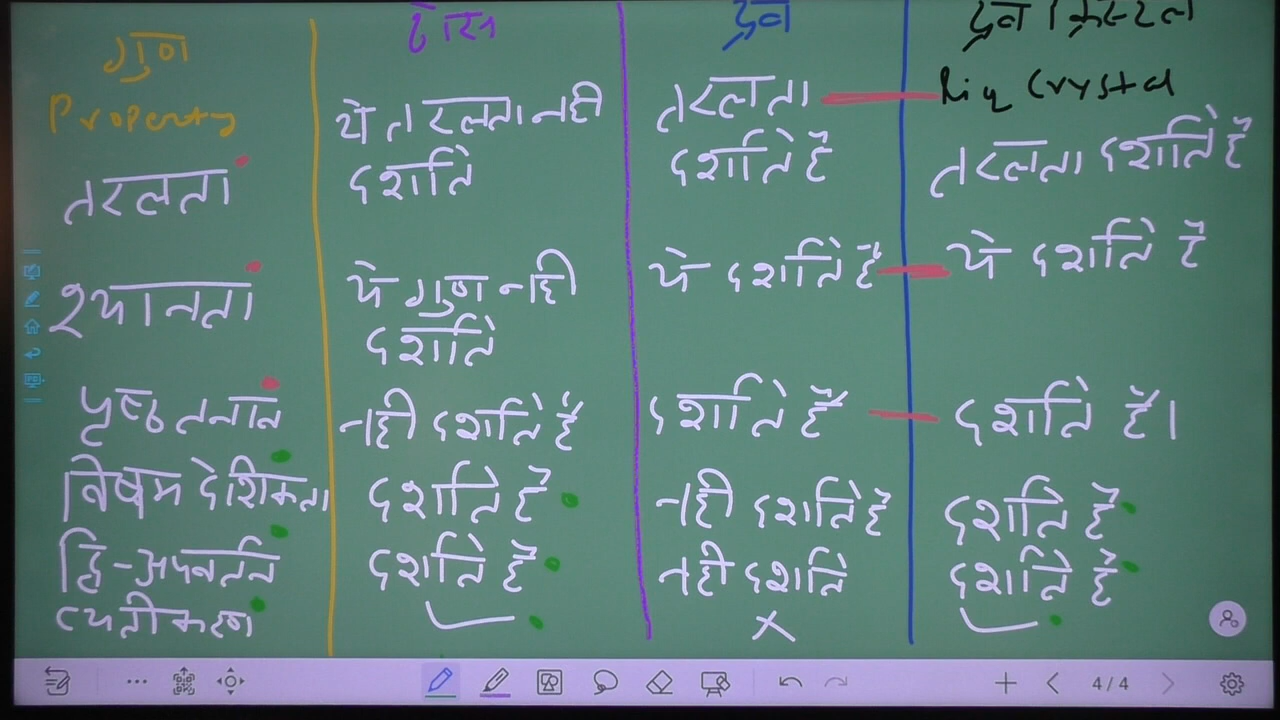 गुण ठोस द्रव द्रव क्रिस्टल
Property ये तरलता नही तरलता Liq Crystal
तरलता दर्शाते दर्शाते हैं तरलता दर्शाते हैं
श्यानता ये गुण नही ये दर्शाते हैं ये दर्शाते हैं
दर्शाते
पृष्ठ तनाव नही दर्शाते हैं दर्शाते हैं दर्शाते हैं।
विषम देशिकता दर्शाते हैं नही दर्शाते हैं दर्शाते हैं
द्वि-अपवर्तन दर्शाते हैं नही दर्शाते दर्शाते हैं
व्यतीकरण
4/4